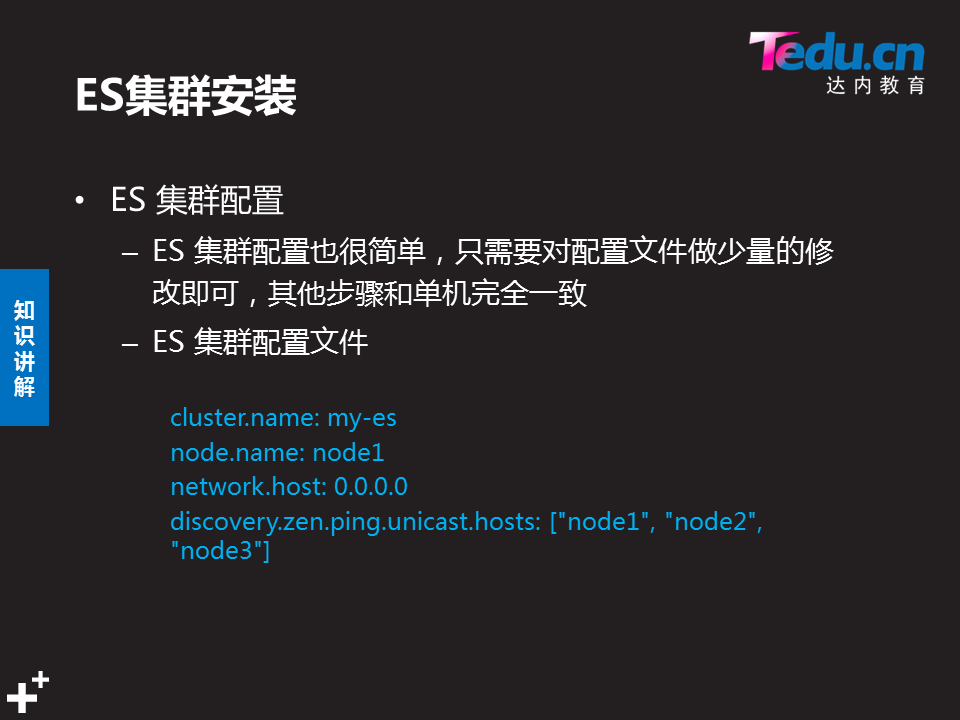 Tedu.cn
达内教育
ES集群安装
• ES 集群配置
– ES 集群配置也很简单，只需要对配置文件做少量的修
改即可，其他步骤和单机完全一致
– ES 集群配置文件
知
识
讲
解
cluster.name: my-es
node.name: node1
network.host: 0.0.0.0
discovery.zen.ping.unicast.hosts: ["node1", "node2",
"node3"]